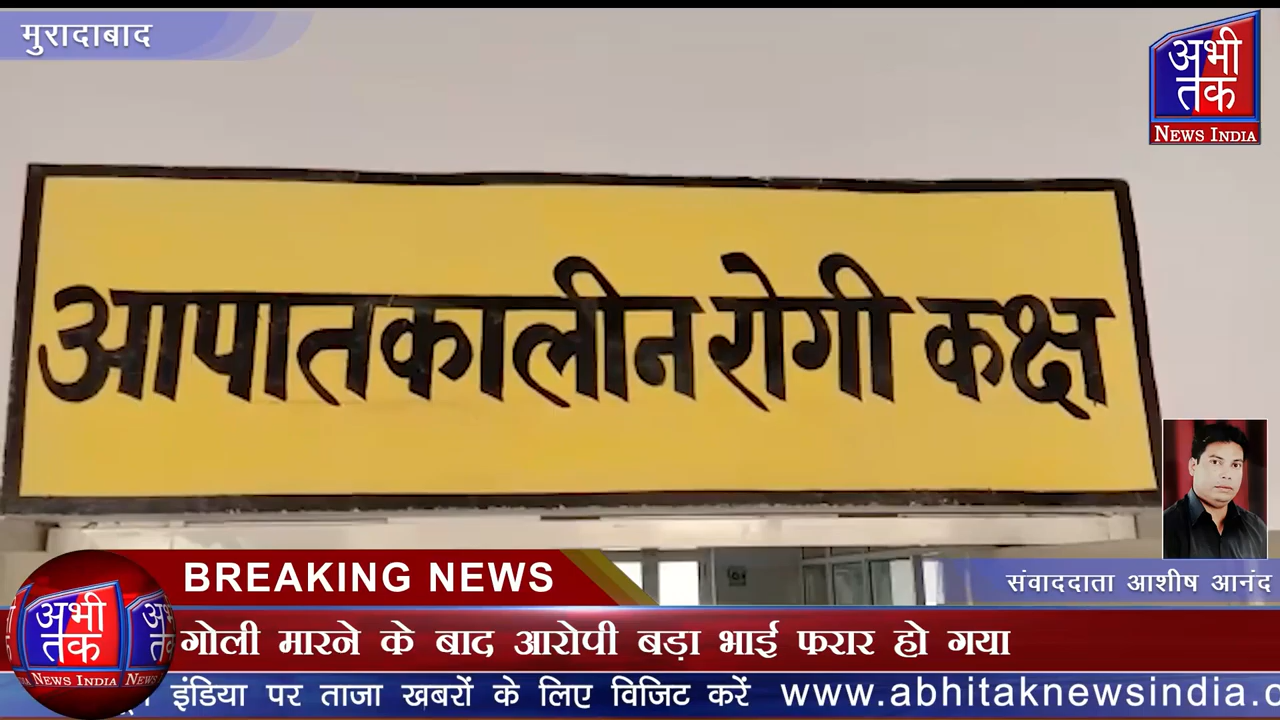 मुरादाबाद
अभी
तक
NEWS INDIA
आपातकालीन रोगी कक्ष
संवाददाता आशीष आनंद
BREAKING NEWS
अभी
तक
NEWS INDIA
गोली मारने के बाद आरोपी बड़ा भाई फरार हो गया
इंडिया पर ताजा खबरों के लिए विजिट करें www.abhitaknewsindia.c